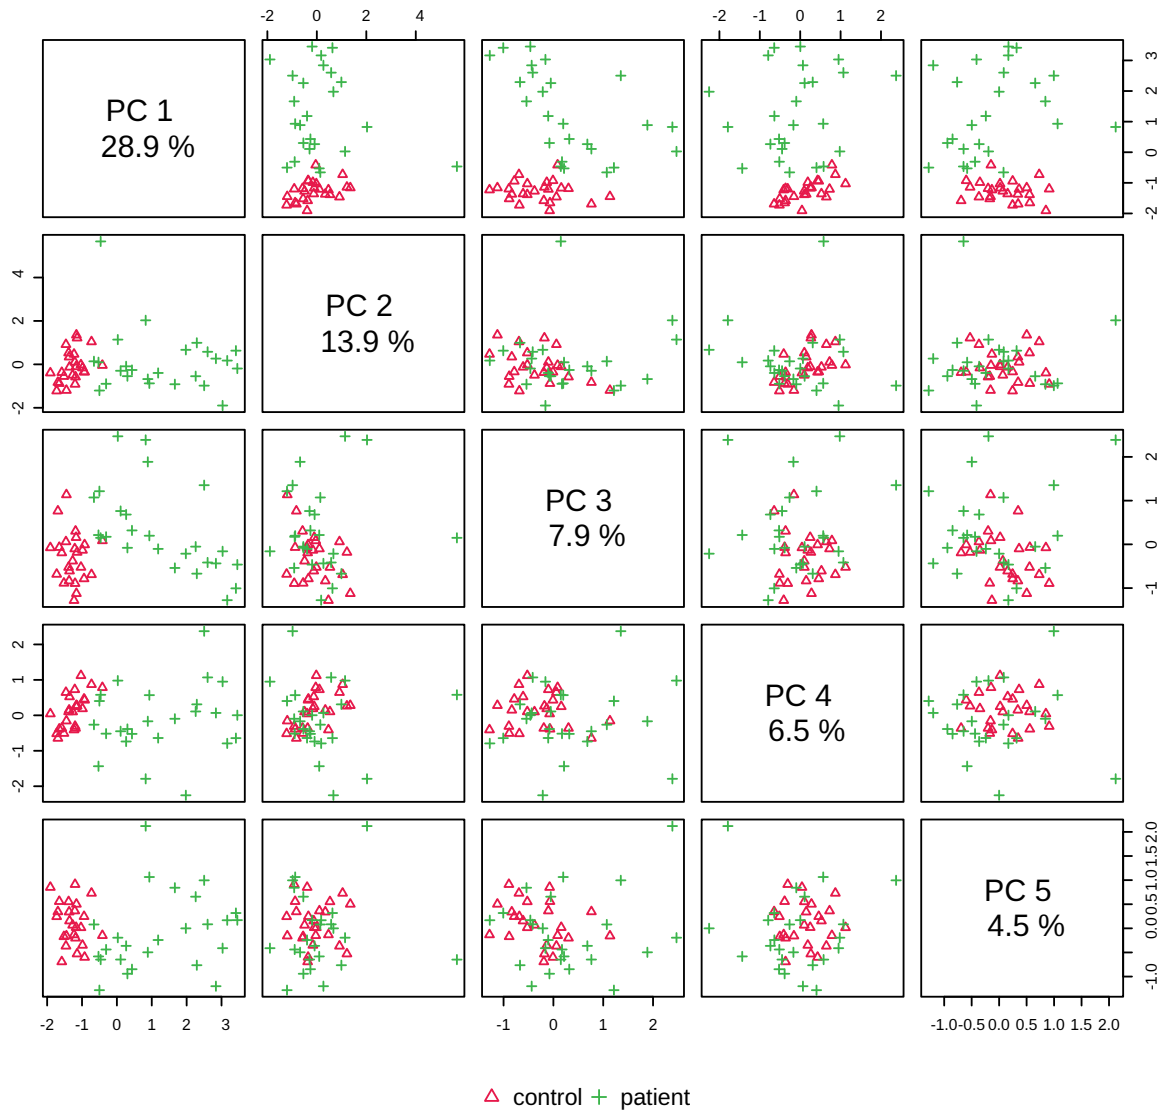 -2 0 2 4
-2 -1 0 1 2
PC 1
28.9 %
-2 -1 0 1 2 3
-2 0 2 4
PC 2
13.9 %
PC 3
7.9 %
-1 0 1 2
-2 -1 0 1 2
PC 4
6.5 %
PC 5
4.5 %
-1.0 0.0 0.5 1.0 1.5 2.0
-2 -1 0 1 2 3
-1 0 1 2
-1.0 -0.5 0.0 0.5 1.0 1.5 2.0
control patient